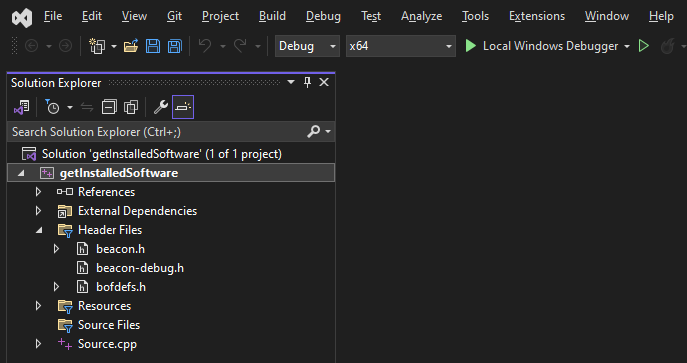 File Edit View Git Project Build Debug Test Analyze Tools Extensions Window Help
Debug x64 Local Windows Debugger
Solution Explorer
Search Solution Explorer (Ctrl+;)
Solution 'getInstalledSoftware' (1 of 1 project)
getInstalledSoftware
References
External Dependencies
Header Files
beacon.h
beacon-debug.h
bofdefs.h
Resources
Source Files
Source.cpp